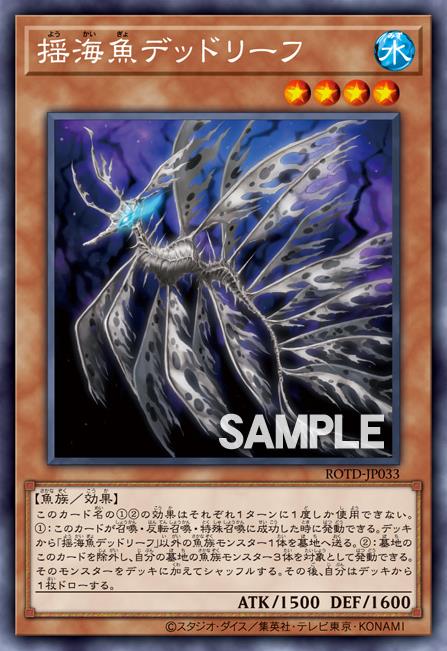 揺海魚デッドリーフ
よう かい ぎょ
水
SAMPLE
ROTD-JP033
【魚族／効果】
このカード名の①②の効果はそれぞれ1ターンに1度しか使用できない。
①：このカードが召喚・反転召喚・特殊召喚に成功した時に発動できる。デッキ
から「揺海魚デッドリーフ」以外の魚族モンスター1体を墓地へ送る。②：墓地の
このカードを除外し、自分の墓地の魚族モンスター3体を対象として発動できる。
そのモンスターをデッキに加えてシャッフルする。その後、自分はデッキから
1枚ドローする。
ATK/1500 DEF/1600
©スタジオ・ダイス／集英社・テレビ東京・KONAMI